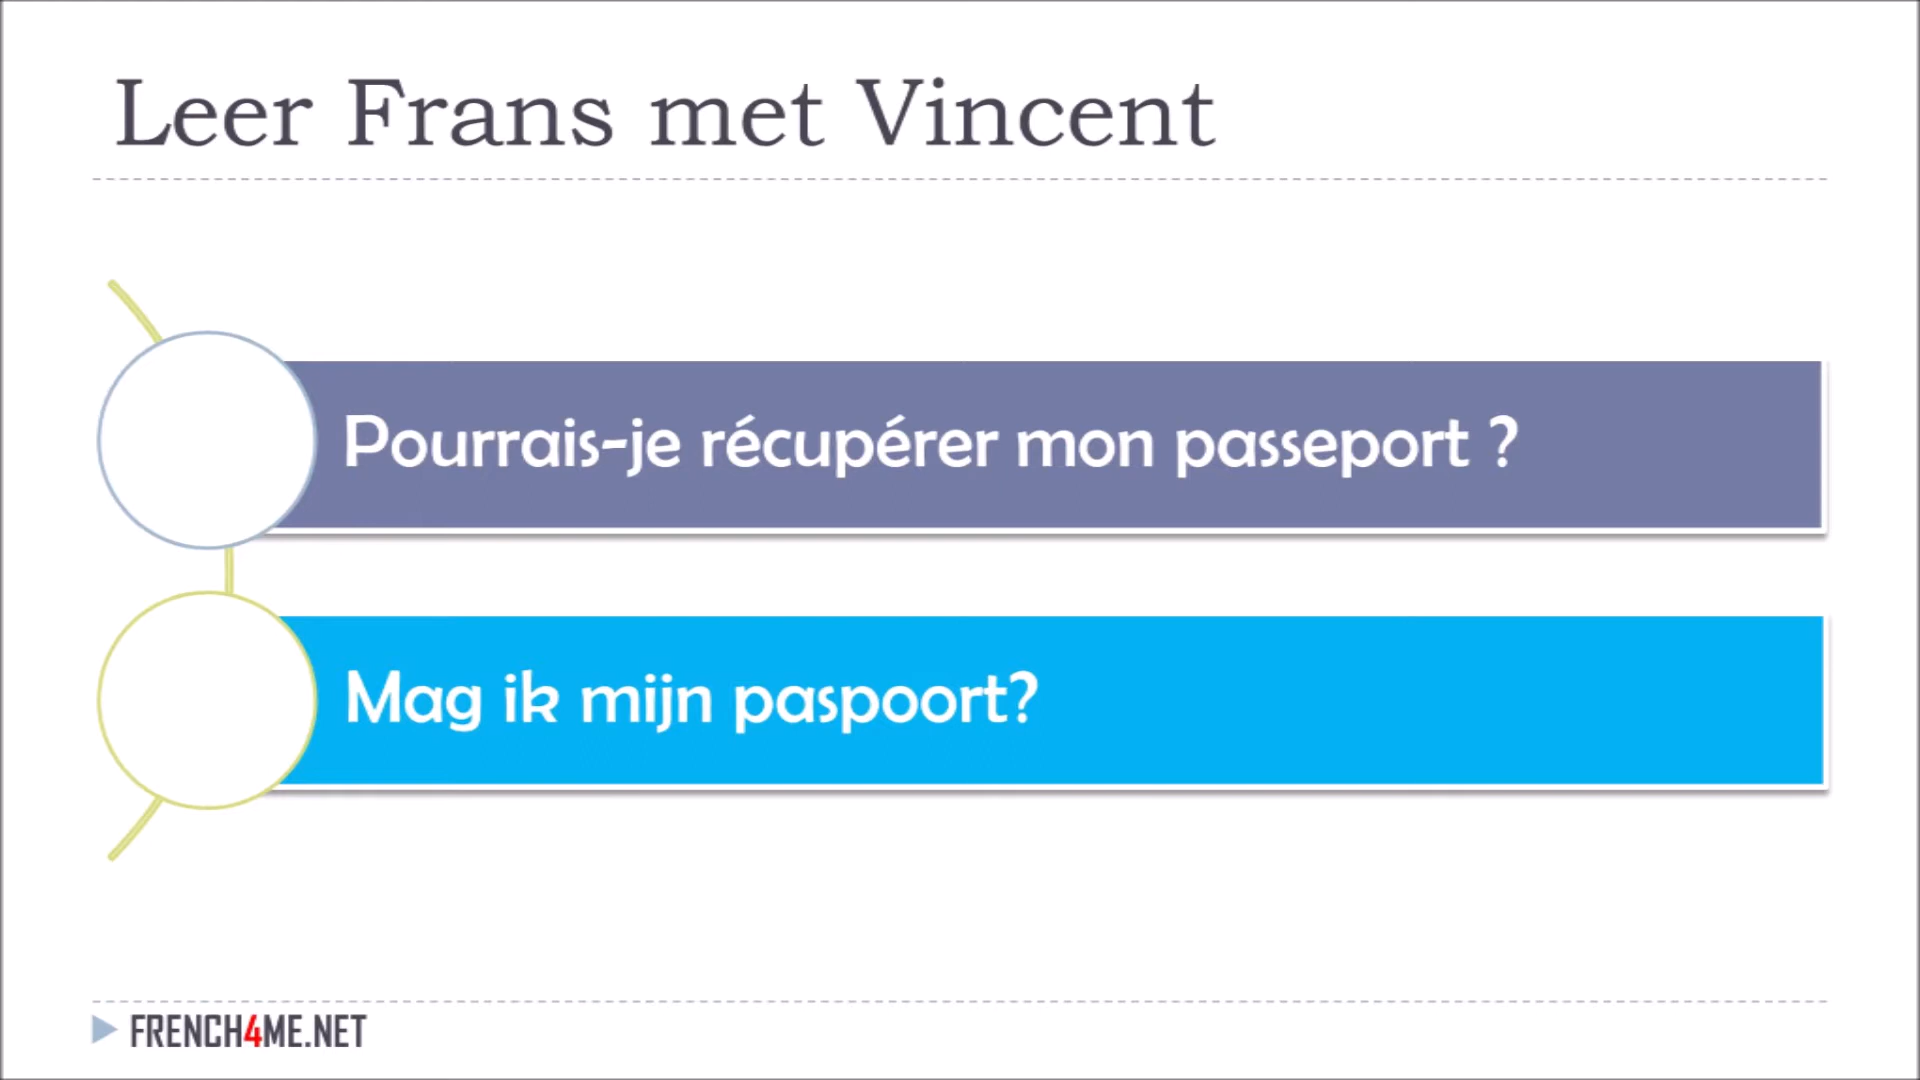 Leer Frans met Vincent
Pourrais-je récupérer mon passeport ?
Mag ik mijn paspoort?
FRENCH4ME.NET